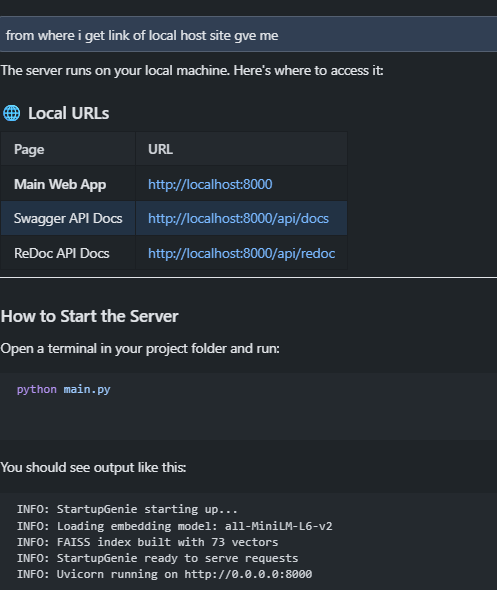 from where i get link of local host site gve me
The server runs on your local machine. Here's where to access it:
🌐 Local URLs
Page URL
Main Web App http://localhost:8000
Swagger API Docs http://localhost:8000/api/docs
ReDoc API Docs http://localhost:8000/api/redoc
How to Start the Server
Open a terminal in your project folder and run:
python main.py
You should see output like this:
INFO: StartupGenie starting up...
INFO: Loading embedding model: all-MiniLM-L6-v2
INFO: FAISS index built with 73 vectors
INFO: StartupGenie ready to serve requests
INFO: Uvicorn running on http://0.0.0.0:8000